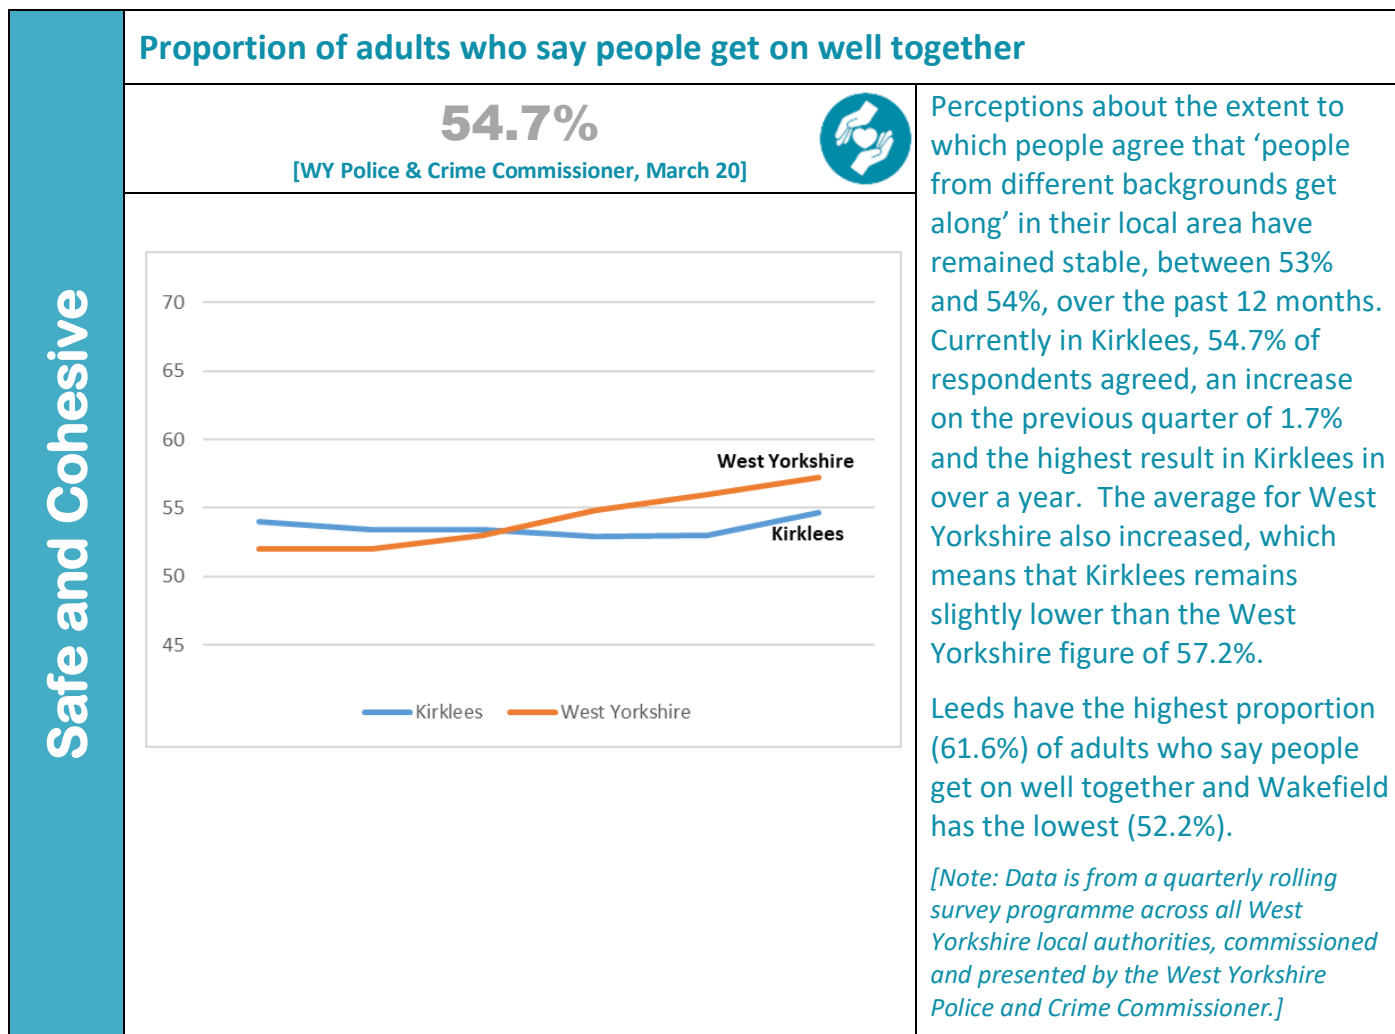 Safe and Cohesive
Proportion of adults who say people get on well together
54.7%
[WY Police & Crime Commissioner, March 20]
70
65
60
55
50
45
West Yorkshire
Kirklees
Kirklees
West Yorkshire
Perceptions about the extent to
which people agree that ‘people
from different backgrounds get
along’ in their local area have
remained stable, between 53%
and 54%, over the past 12 months.
Currently in Kirklees, 54.7% of
respondents agreed, an increase
on the previous quarter of 1.7%
and the highest result in Kirklees in
over a year.  The average for West
Yorkshire also increased, which
means that Kirklees remains
slightly lower than the West
Yorkshire figure of 57.2%.
Leeds have the highest proportion
(61.6%) of adults who say people
get on well together and Wakefield
has the lowest (52.2%).
[Note: Data is from a quarterly rolling
survey programme across all West
Yorkshire local authorities, commissioned
and presented by the West Yorkshire
Police and Crime Commissioner.]